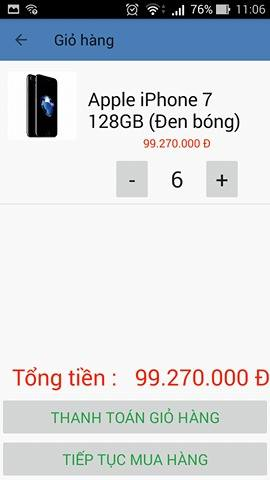 76% 11:06
Giỏ hàng
Apple iPhone 7
128GB (Đen bóng)
99.270.000 Đ
- 6 +
Tổng tiền : 99.270.000 Đ
THANH TOÁN GIỎ HÀNG
TIẾP TỤC MUA HÀNG